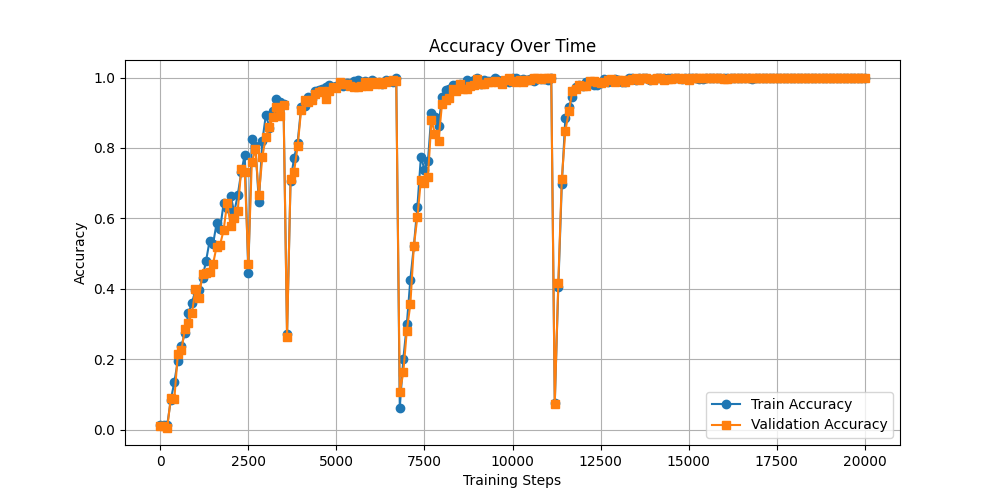 Accuracy Over Time
1.0
0.8
0.6
0.4
0.2
0.0
Accuracy
0 2500 5000 7500 10000 12500 15000 17500 20000
Training Steps
Train Accuracy
Validation Accuracy